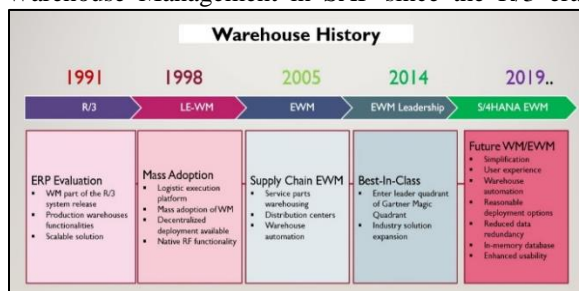 Warehouse Management in SAP since the R/3 era
Warehouse History
1991
1998
2005
2014
2019..
R/3
LE-WM
EWM
EWM Leadership
S/4HANA EWM
ERP Evaluation
▪ WM part of the R/3
system release
▪ Production warehouses
functionalities
▪ Scalable solution
Mass Adoption
▪ Logistic execution
platform
▪ Mass adoption of WM
▪ Decentralized
deployment available
▪ Native RF functionality
Supply Chain EWM
▪ Service parts
warehousing
▪ Distribution centers
▪ Warehouse
automation
Best-In-Class
▪ Enter leader quadrant
of Gartner Magic
Quadrant
▪ Industry solution
expansion
Future WM/EWM
▪ Simplification
▪ User experience
▪ Warehouse
automation
▪ Reasonable
deployment options
▪ Reduced data
redundancy
▪ In-memory database
▪ Enhanced usability